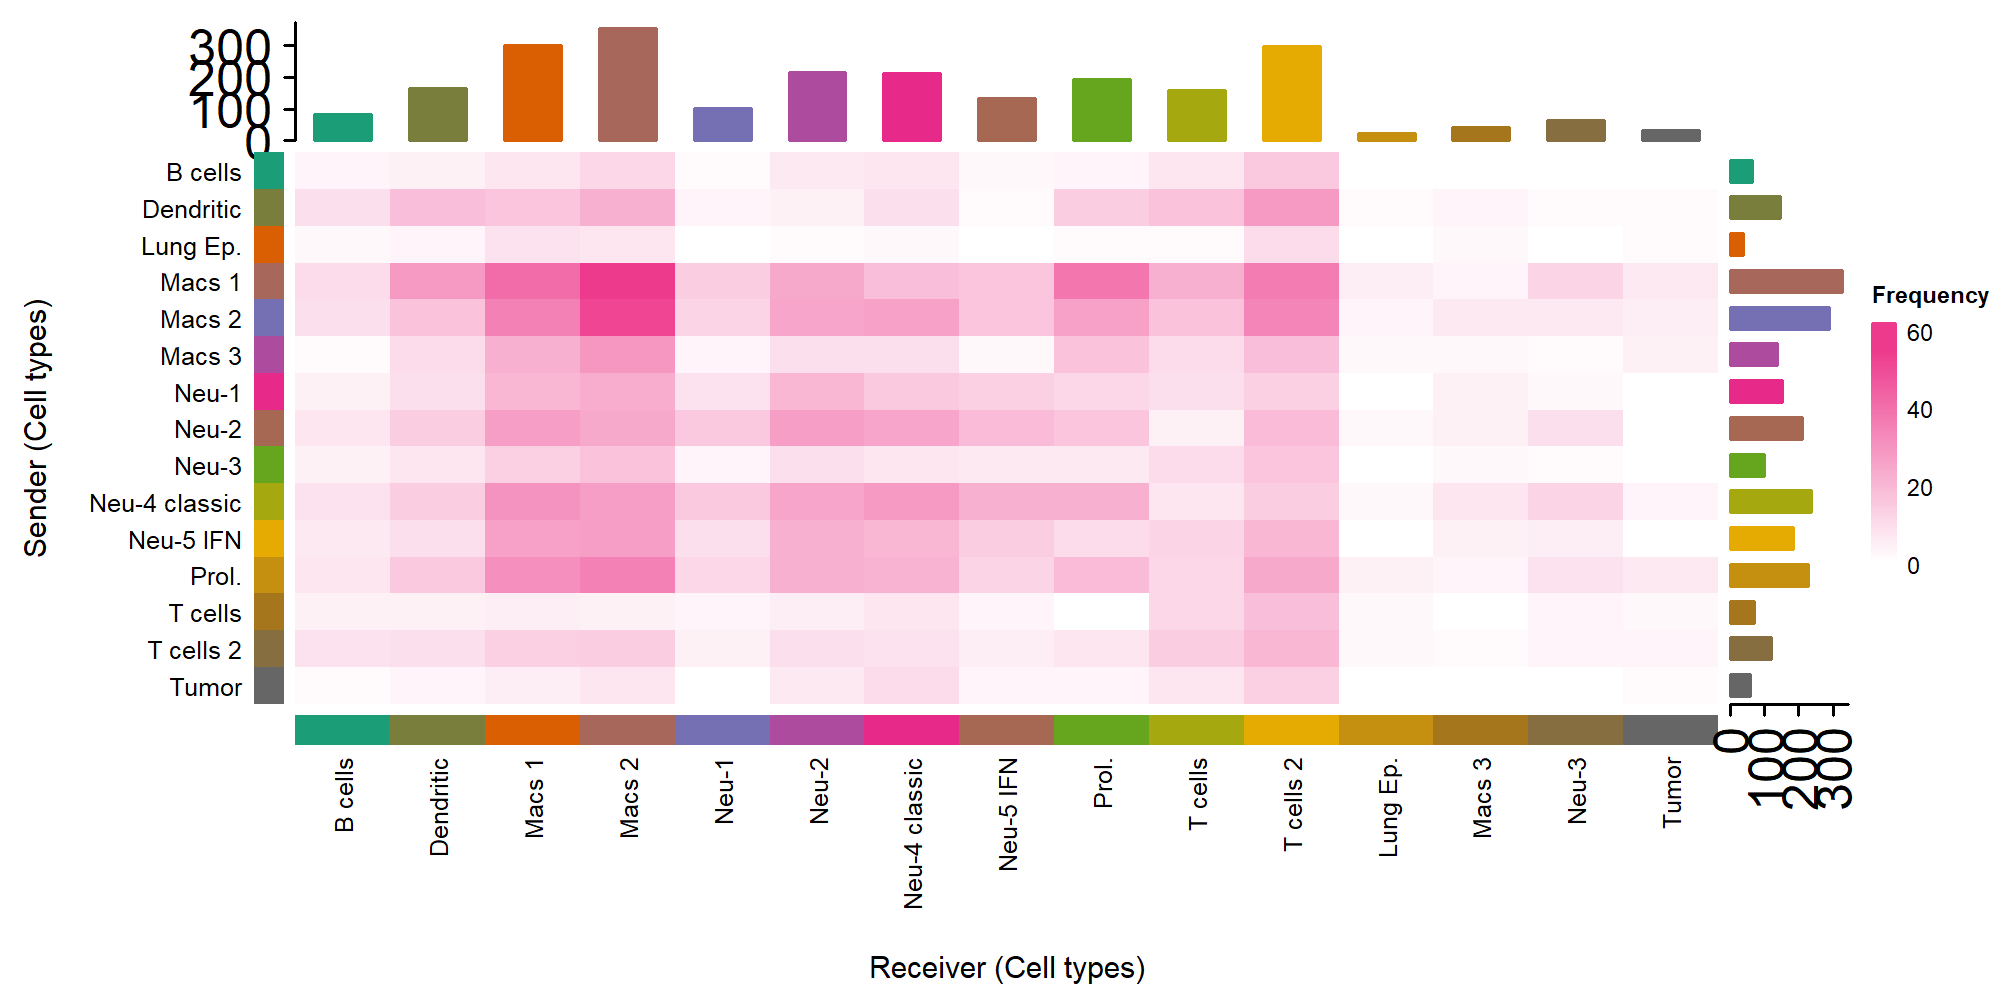 300
200
100
0
B cells
Dendritic
Lung Ep.
Macs 1
Macs 2
Macs 3
Neu-1
Neu-2
Neu-3
Neu-4 classic
Neu-5 IFN
Prol.
T cells
T cells 2
Tumor
Sender (Cell types)
Frequency
60
40
20
0
0
100
200
300
B cells
Dendritic
Macs 1
Macs 2
Neu-1
Neu-2
Neu-4 classic
Neu-5 IFN
Prol.
T cells
T cells 2
Lung Ep.
Macs 3
Neu-3
Tumor
Receiver (Cell types)